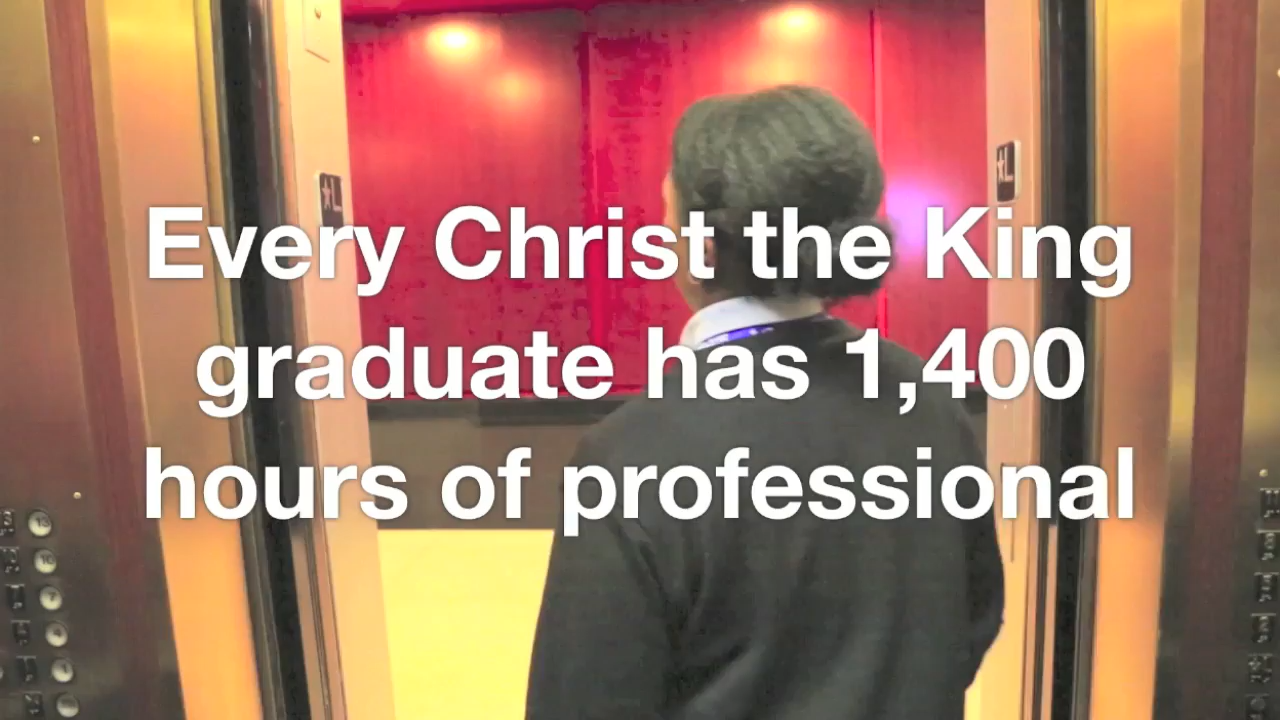 Every Christ the King
graduate has 1,400
hours of professional
★L
★L